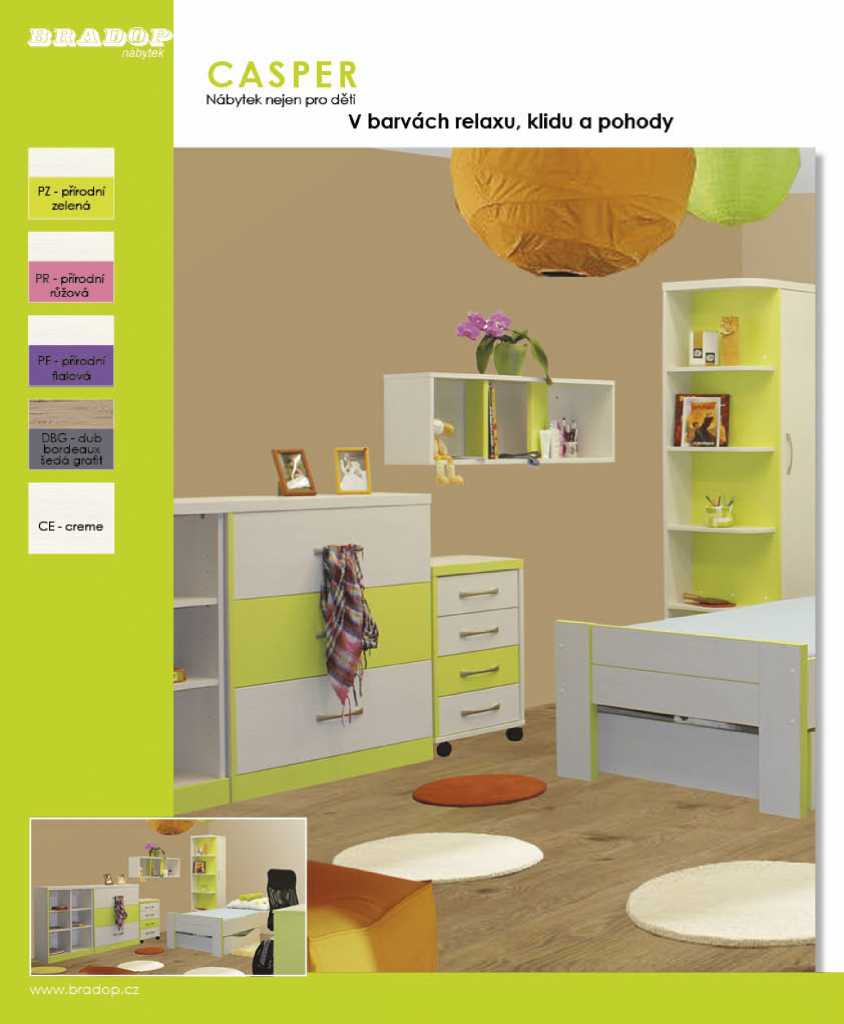 BRADOP
nábytek
CASPER
Nábytek nejen pro děti
V barvách relaxu, klidu a pohody
PZ - přírodní
zelená
PR - přírodní
růžová
PF - přírodní
fialová
DBG - dub
bordeaux
šedá grafit
CE - creme
www.bradop.cz